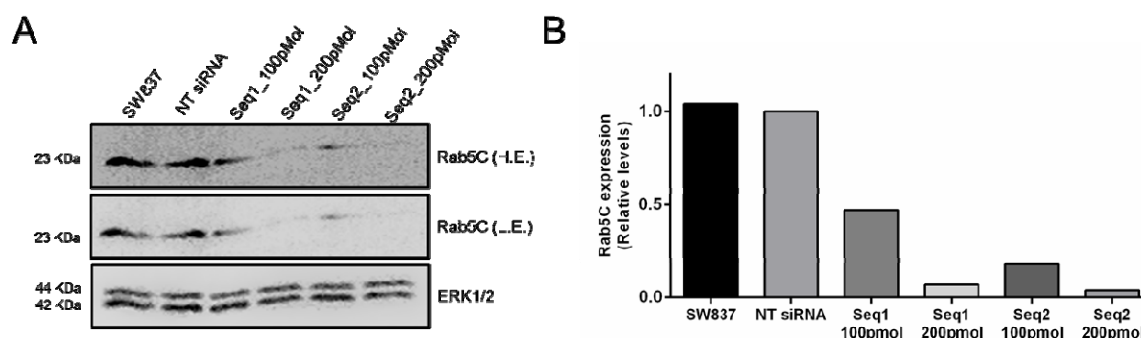 A
SW837
NT siRNA
Seq1_100pMol
Seq1_200pMol
Seq2_100pMol
Seq2_200pMol
23 KDa
Rab5C (H.E.)
23 KDa
Rab5C (L.E.)
44 KDa
42 KDa
ERK1/2
B
Rab5C expression
(Relative levels)
1.0
0.5
0.0
SW837
NT siRNA
Seq1
100pmol
Seq1
200pmol
Seq2
100pmol
Seq2
200pmol